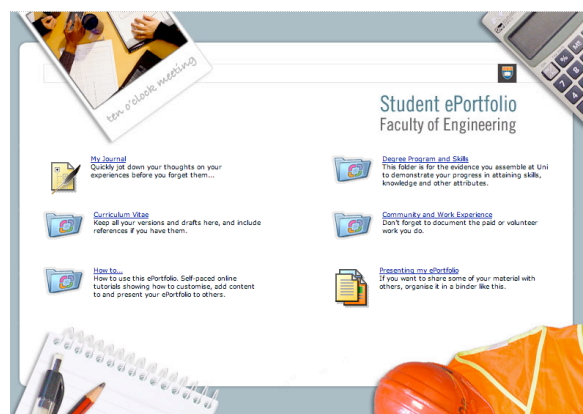 ten o'clock meeting
Student ePortfolio
Faculty of Engineering
My Journal
Quickly jot down your thoughts on your
experiences before you forget them...
Degree Program and Skills
This folder is for the evidence you assemble at Uni
to demonstrate your progress in attaining skills,
knowledge and other attributes.
Curriculum Vitae
Keep all your versions and drafts here, and include
references if you have them.
Community and Work Experience
Don't forget to document the paid or volunteer
work you do.
How to...
How to use this ePortfolio. Self-paced online
tutorials showing how to customise, add content
to and present your ePortfolio to others.
Presenting my ePortfolio
If you want to share some of your material with
others, organise it in a binder like this.